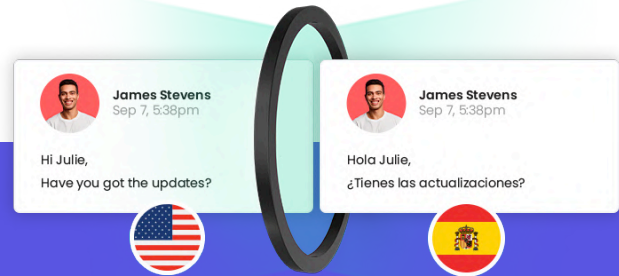 James Stevens
Sep 7, 5:38pm
Hi Julie,
Have you got the updates?
James Stevens
Sep 7, 5:38pm
Hola Julie,
¿Tienes las actualizaciones?